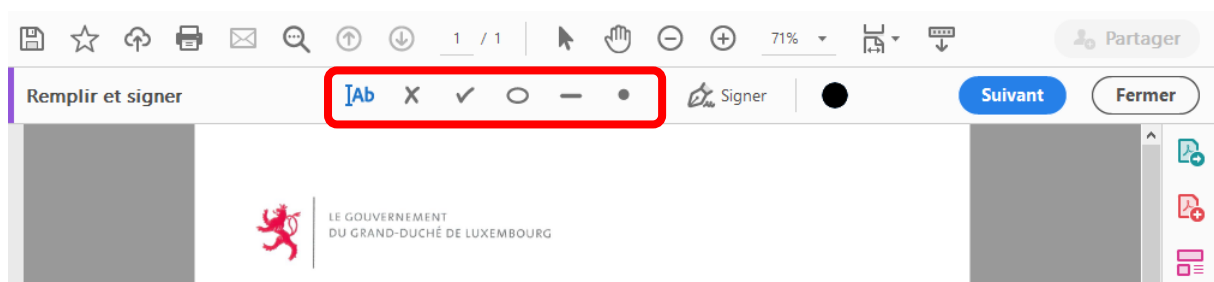 1 / 1 71% Partager
Remplir et signer Ab Signer Suivant Fermer
LE GOUVERNEMENT
DU GRAND-DUCHÉ DE LUXEMBOURG